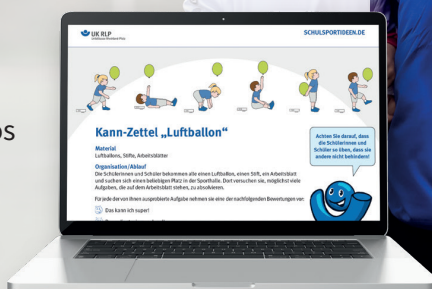 UK RLP
SCHULSPORTIDEEN.DE
os
Kann-Zettel „Luftballon“
Material
Luftballons, Stifte, Arbeitsblätter
Organisation/Ablauf
Die Schülerinnen und Schüler bekommen alle einen Luftballon, einen Stift, ein Arbeitsblatt
und suchen sich einen beliebigen Platz in der Sporthalle. Dort versuchen sie, möglichst viele
Aufgaben, die auf dem Arbeitsblatt stehen, zu absolvieren.
Für jede der von ihnen ausprobierte Aufgabe nehmen sie eine der nachfolgenden Bewertungen vor:
Das kann ich super!
Achten Sie darauf, dass
die Schülerinnen und
Schüler so üben, dass sie
andere nicht behindern!